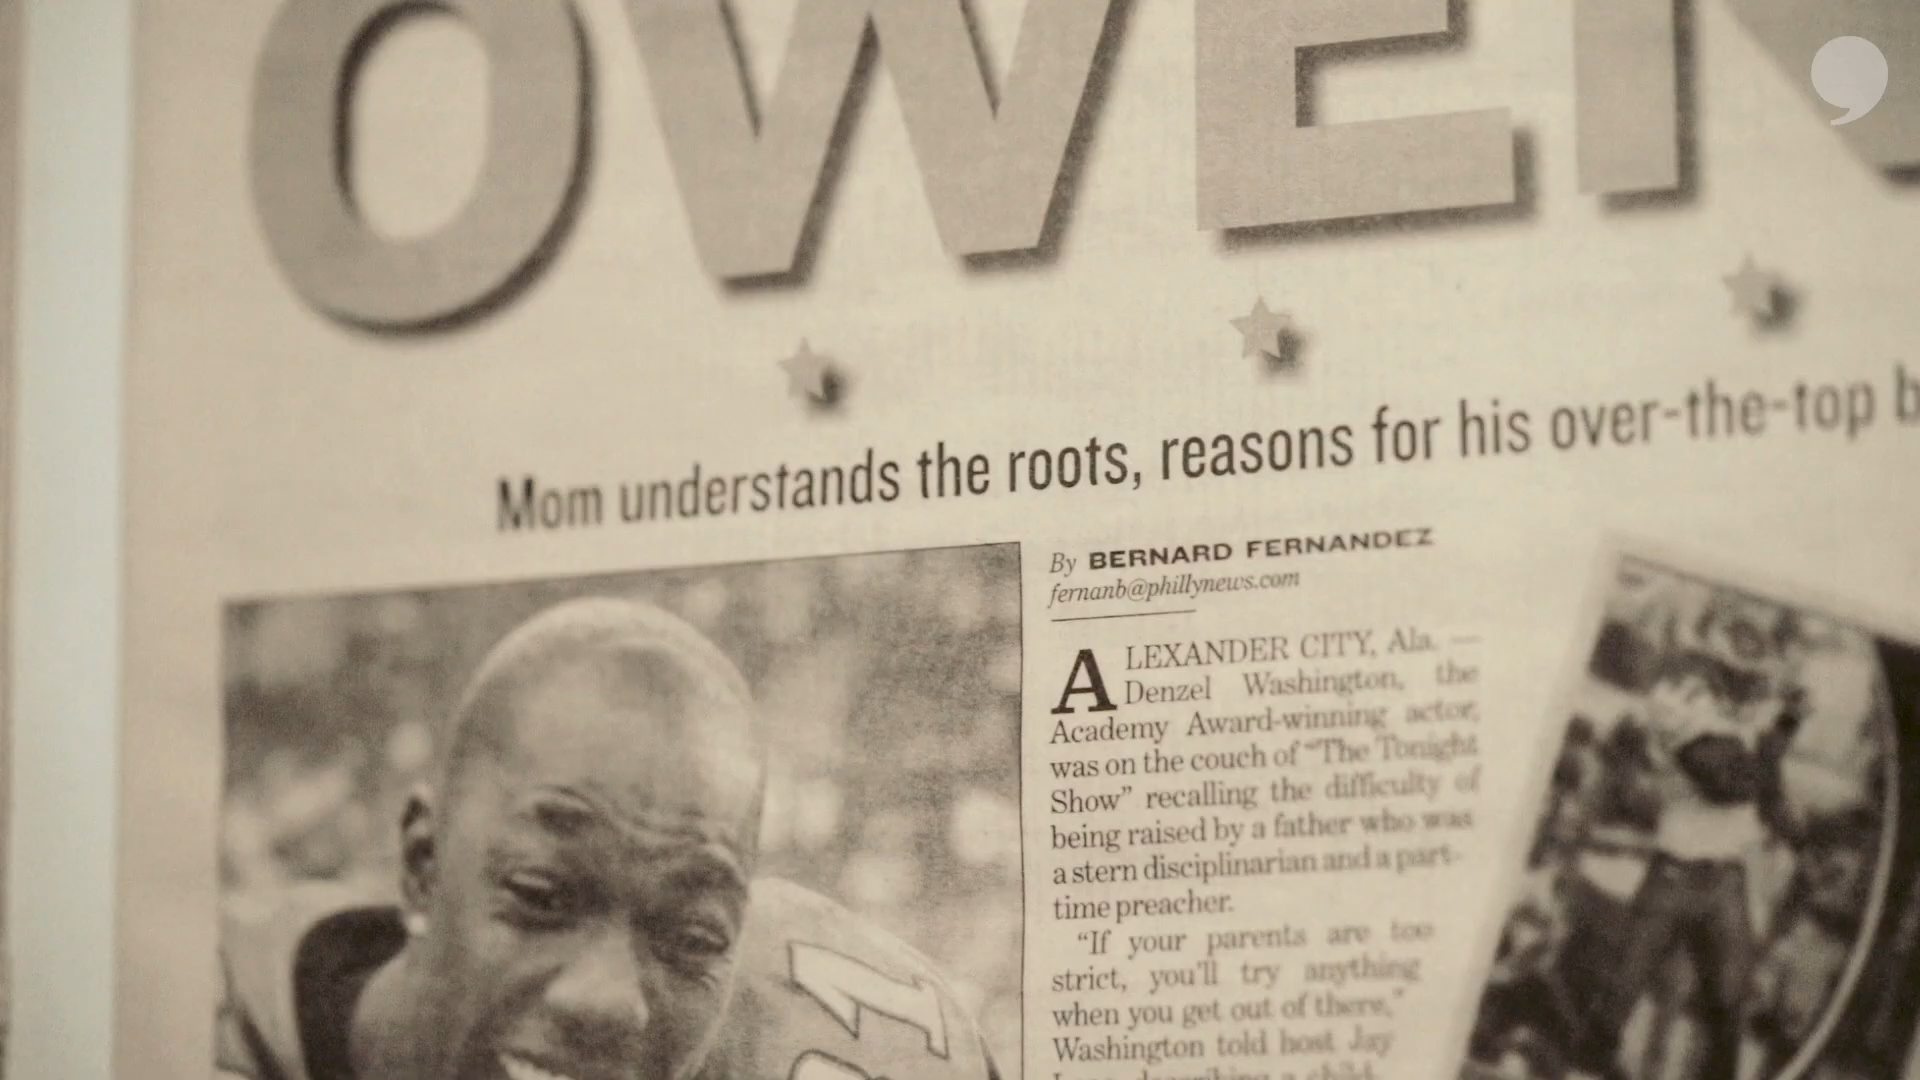 OWEN
Mom understands the roots, reasons for his over-the-top b
By BERNARD FERNANDEZ
fernanb@phillynews.com
ALEXANDER CITY, Ala. —
Denzel Washington, the
Academy Award-winning actor,
was on the couch of "The Tonight
Show" recalling the difficulty of
being raised by a father who was
a stern disciplinarian and a part-
time preacher.
"If your parents are too
strict, you'll try anything
when you get out of there,"
Washington told host Jay
describing a child